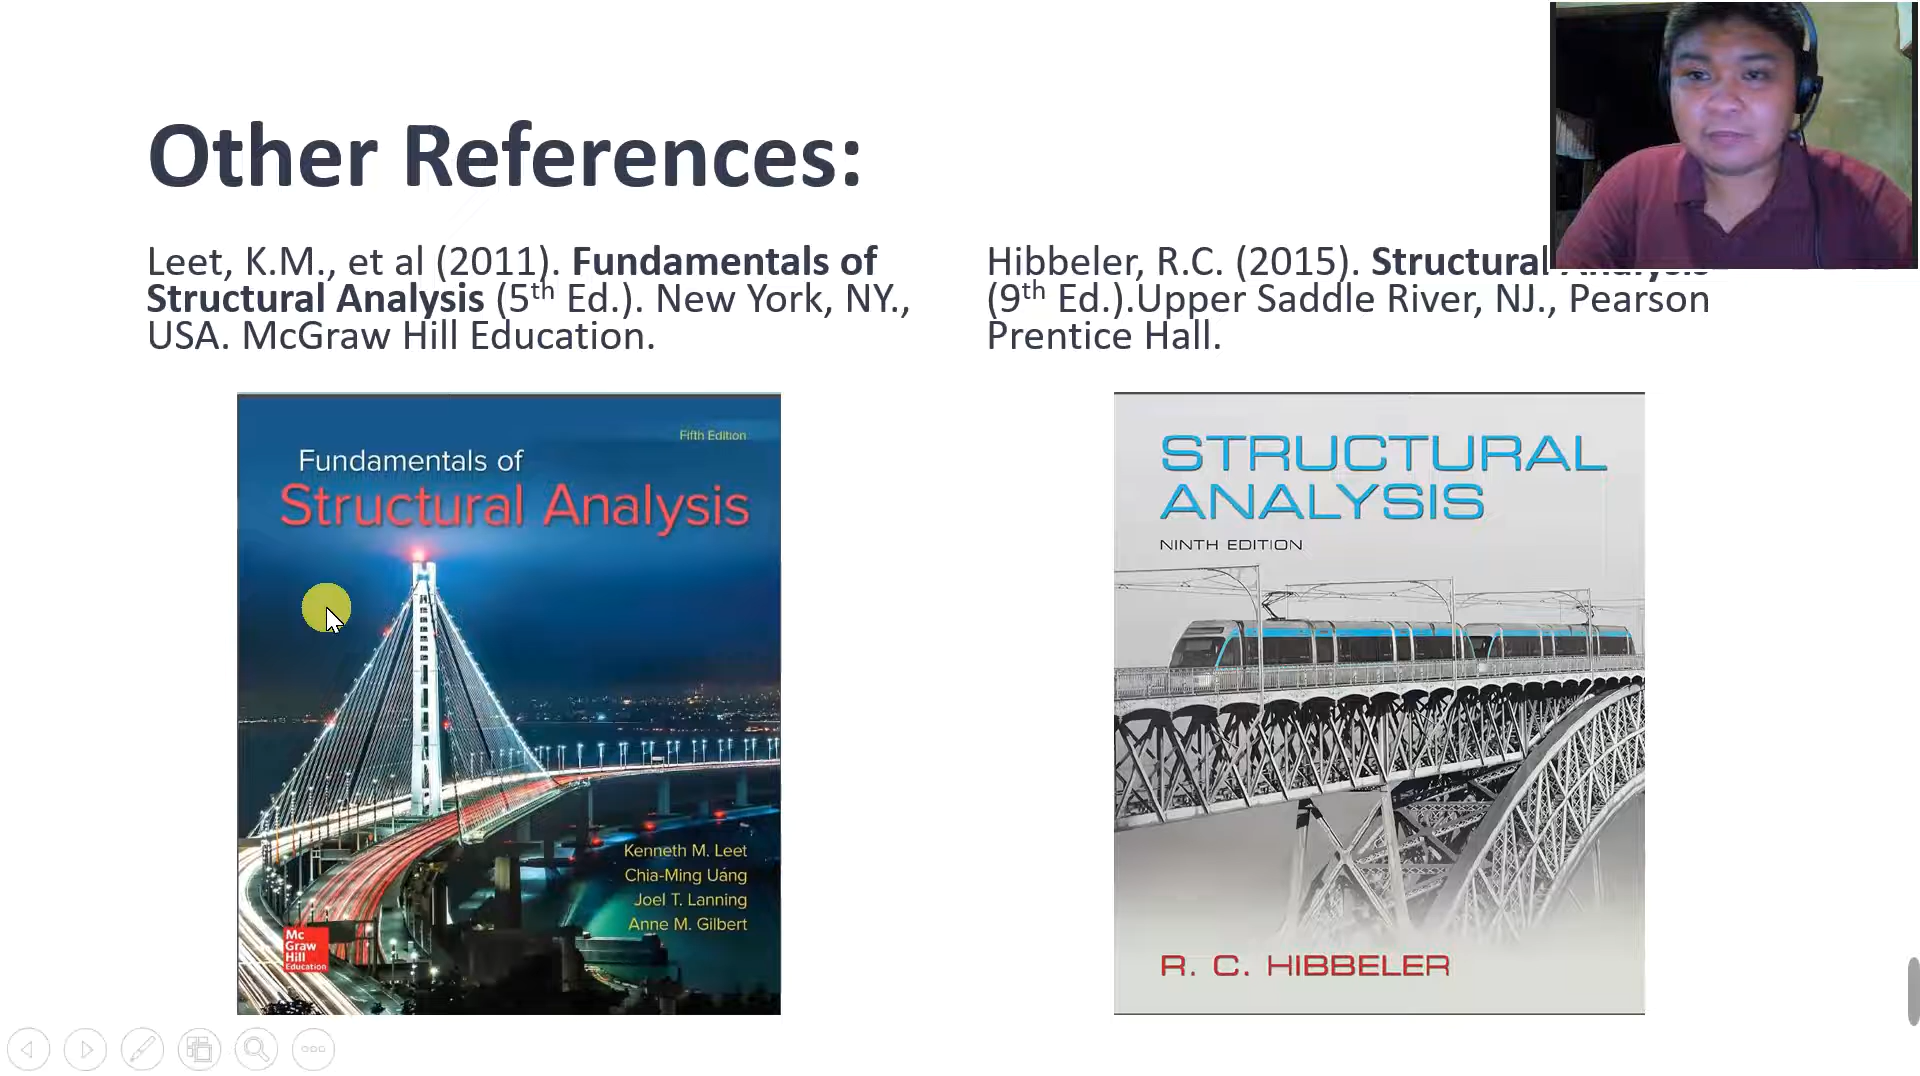 Other References:
Leet, K.M., et al (2011). Fundamentals of
Structural Analysis (5th Ed.). New York, NY.,
USA. McGraw Hill Education.
Hibbeler, R.C. (2015). Structural Analysis
(9th Ed.).Upper Saddle River, NJ., Pearson
Prentice Hall.
Fifth Edition
Fundamentals of
Structural Analysis
Kenneth M. Leet
Chia-Ming Uang
Joel T. Lanning
Anne M. Gilbert
Mc
Graw
Hill
Education
STRUCTURAL
ANALYSIS
NINTH EDITION
R. C. HIBBELER